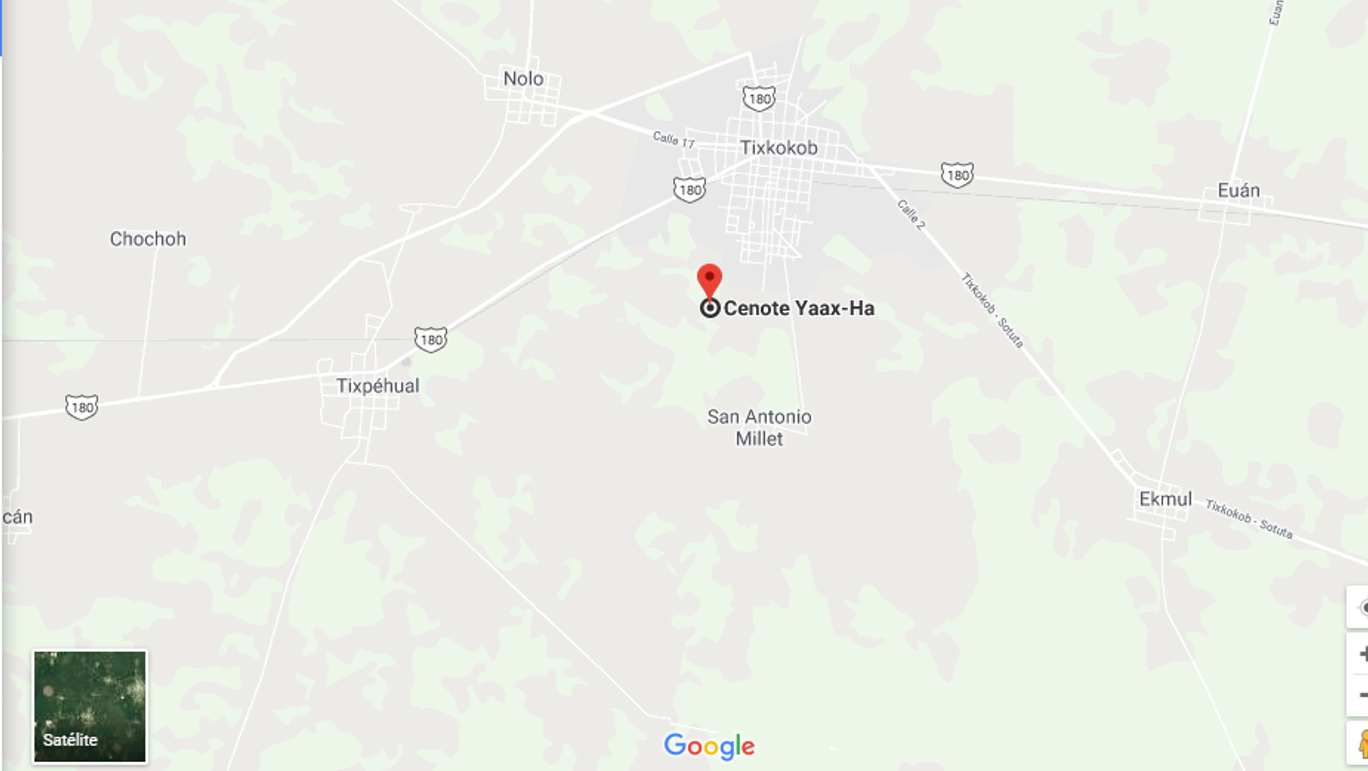 Euan
Nolo
180
Calle 17
Tixkokob
180
180
Euán
Calle 2
Chochoh
Cenote Yaax-Ha
Tixkokob - Sotuta
180
Tixpéhual
180
San Antonio
Millet
Ekmul
Tixkokob - Sotuta
cán
Satélite
Google